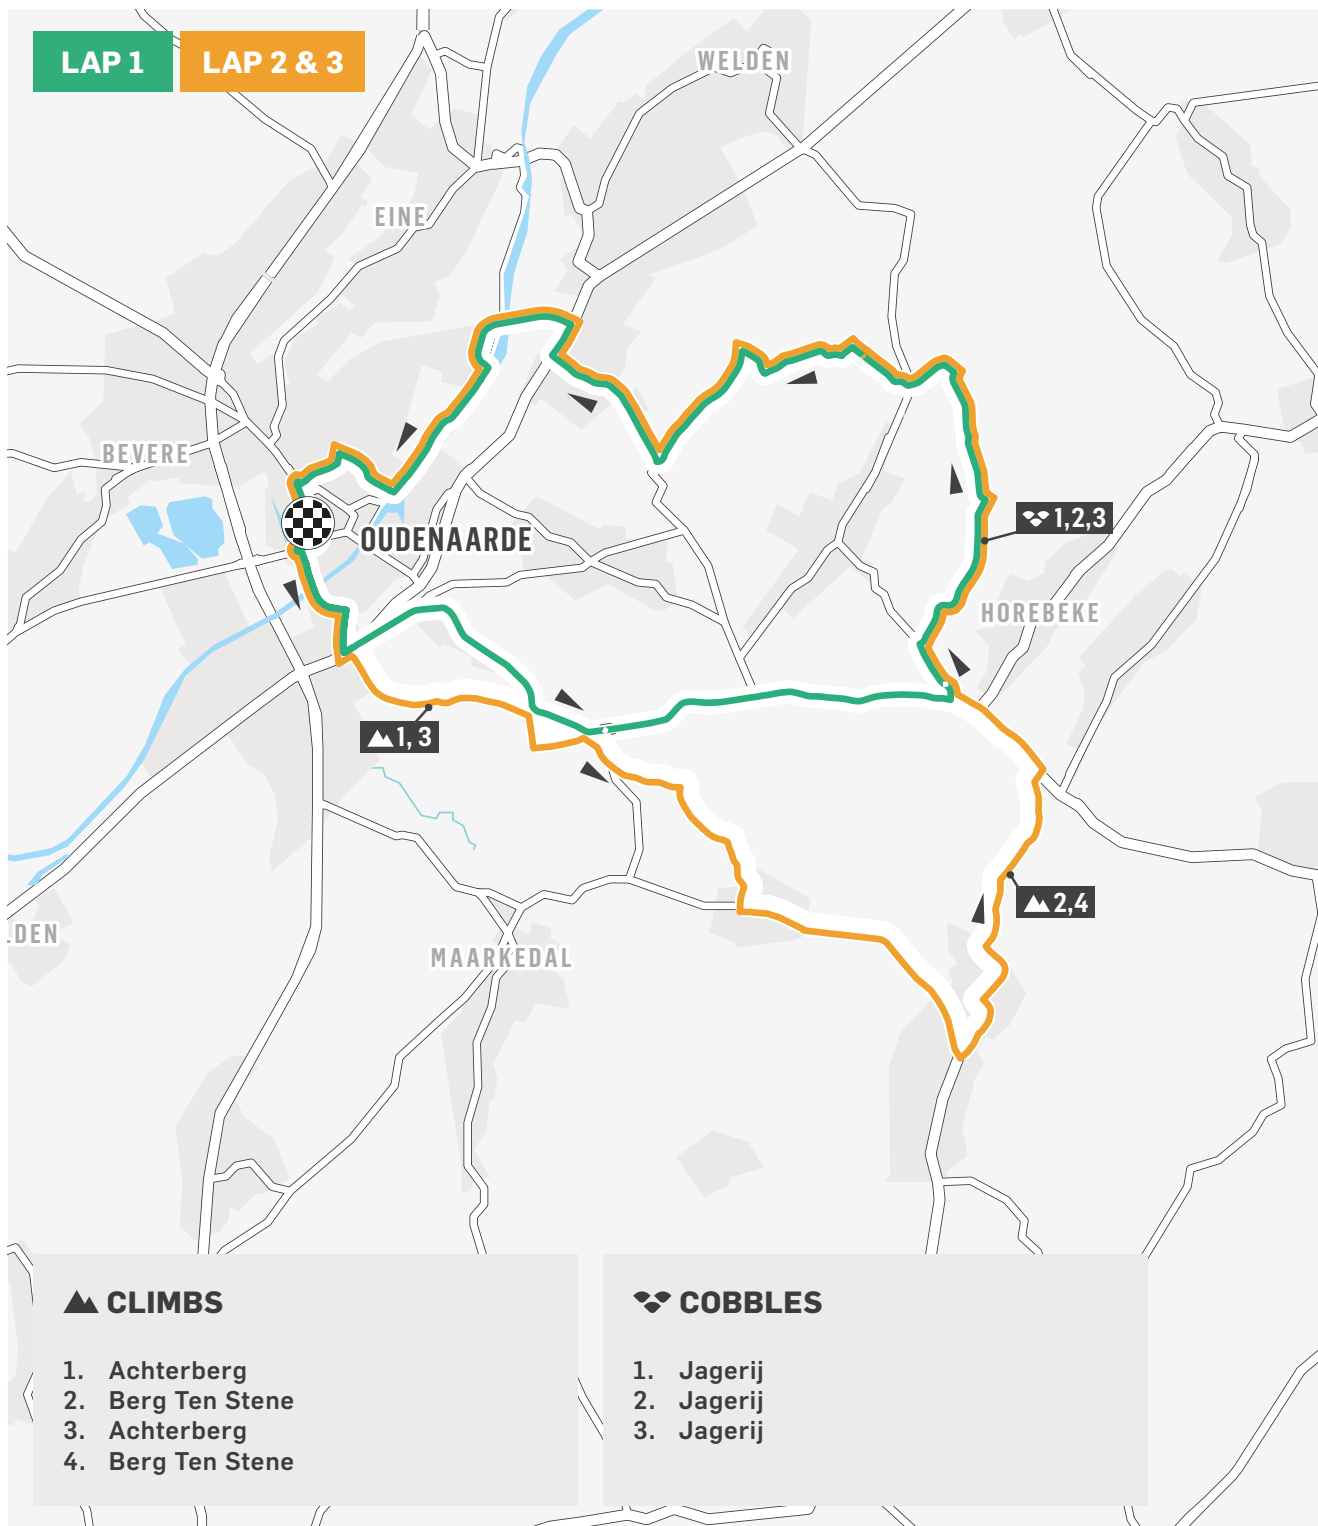 LAP 1
LAP 2 & 3
WELDEN
EINE
BEVERE
OUDENAARDE
1,2,3
HOREBEKE
1, 3
2,4
LDEN
MAARKEDAL
CLIMBS
1. Achterberg
2. Berg Ten Stene
3. Achterberg
4. Berg Ten Stene
COBBLES
1. Jagerij
2. Jagerij
3. Jagerij